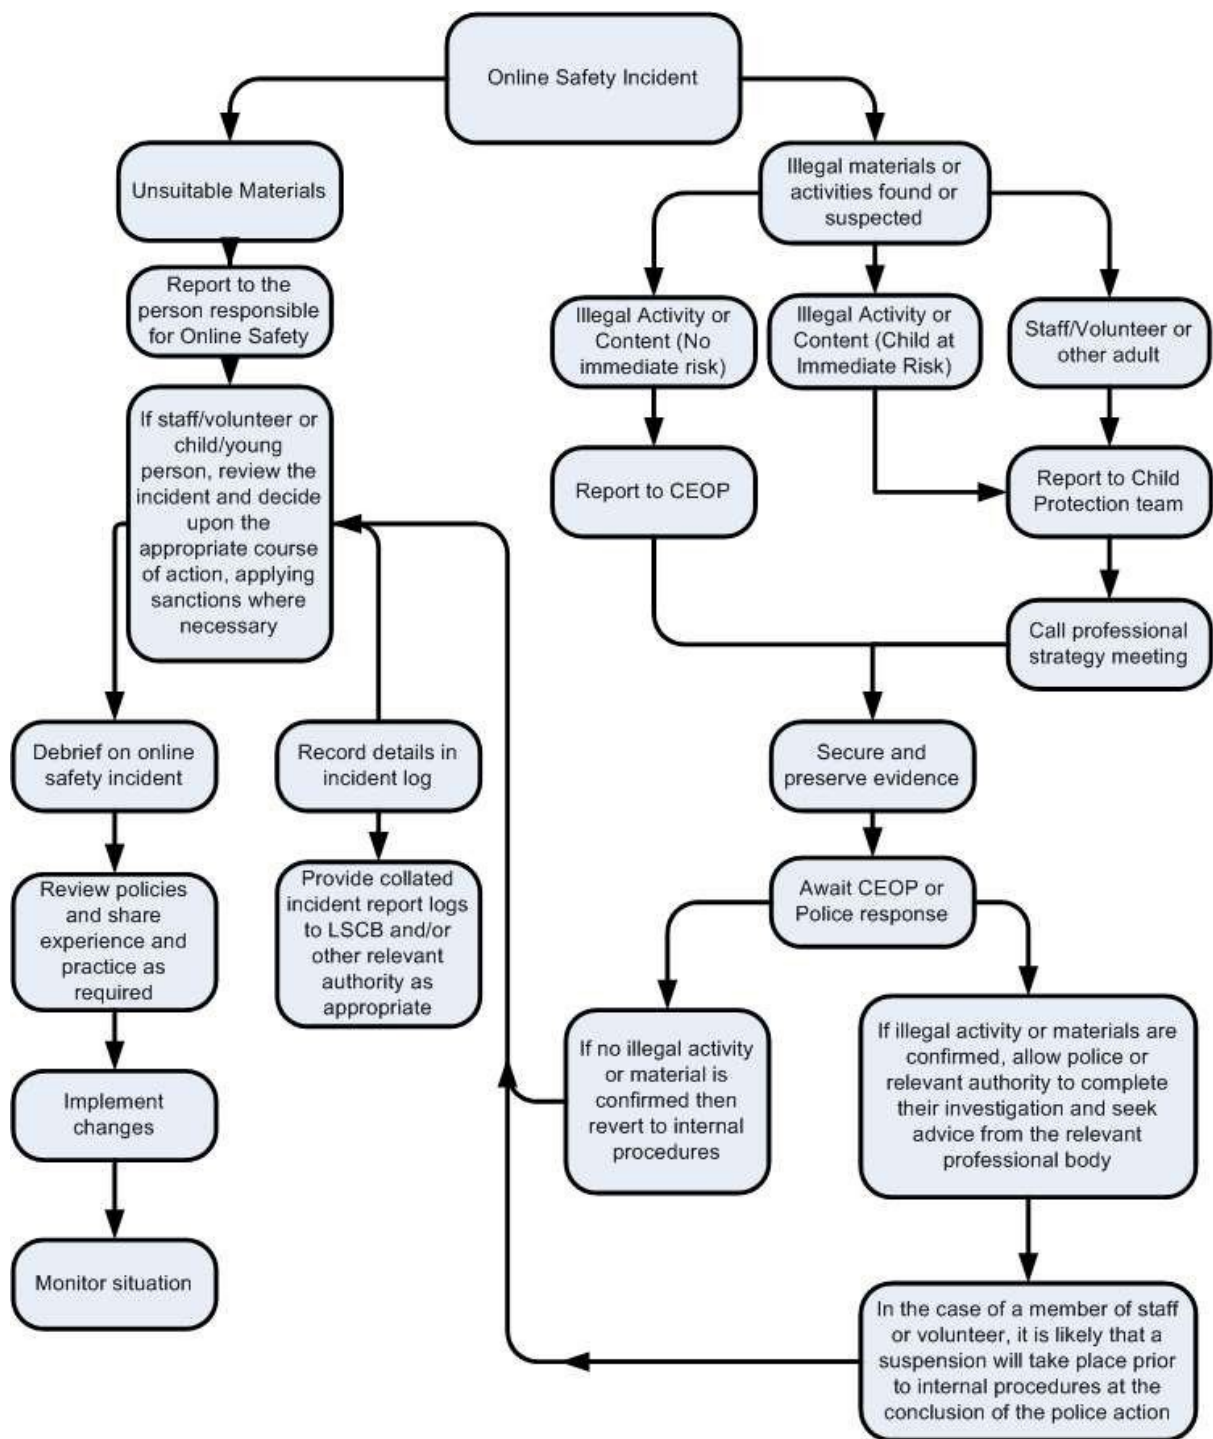 Online Safety Incident
Unsuitable Materials
Illegal materials or
activities found or
suspected
Report to the
person responsible
for Online Safety
Illegal Activity or
Content (No
immediate risk)
Illegal Activity or
Content (Child at
Immediate Risk)
Staff/Volunteer or
other adult
If staff/volunteer or
child/young
person, review the
incident and decide
upon the
appropriate course
of action, applying
sanctions where
necessary
Report to CEOP
Report to Child
Protection team
Call professional
strategy meeting
Debrief on online
safety incident
Record details in
incident log
Secure and
preserve evidence
Review policies
and share
experience and
practice as
required
Provide collated
incident report logs
to LSCB and/or
other relevant
authority as
appropriate
Await CEOP or
Police response
If no illegal activity
or material is
confirmed then
revert to internal
procedures
If illegal activity or materials are
confirmed, allow police or
relevant authority to complete
their investigation and seek
advice from the relevant
professional body
Implement
changes
Monitor situation
In the case of a member of staff
or volunteer, it is likely that a
suspension will take place prior
to internal procedures at the
conclusion of the police action